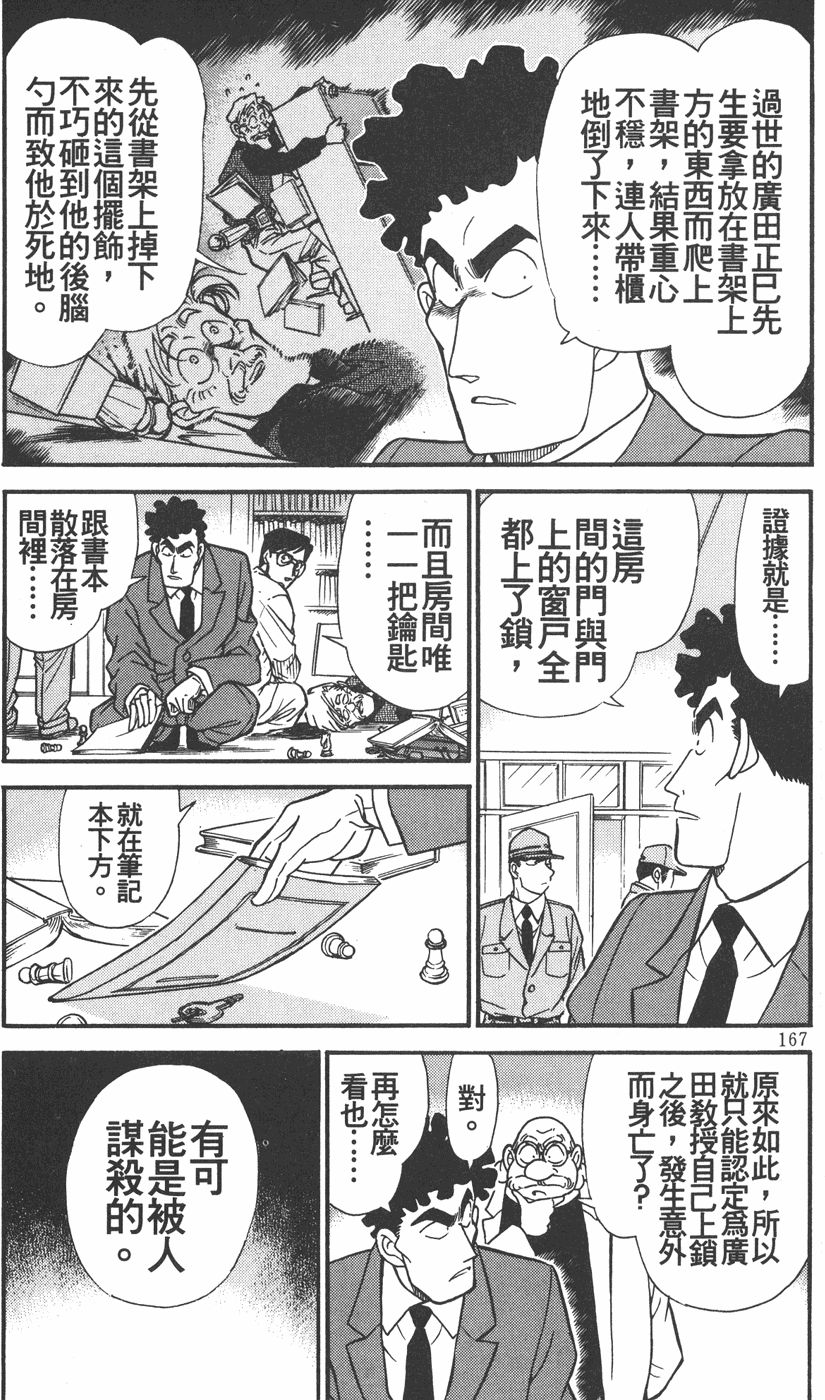 過世的廣田正巳先
生要拿放在書架上
方的東西而爬上
書架，結果重心
不穩，連人帶櫃
地倒了下來……
先從書架上掉下
來的這個擺飾，
不巧砸到他的後腦
勺而致他於死地。
證據就是……
這房
間的門與門
上的窗戶全
都上了鎖，
而且房間唯
一一把鑰匙
……
跟書本
散落在房
間裡……
就在筆記
本下方。
167
原來如此，所以
就只能認定爲廣
田教授自己上鎖
之後，發生意外
而身亡了？
對。
再怎麼
看也……
有可
能是被人
謀殺的。